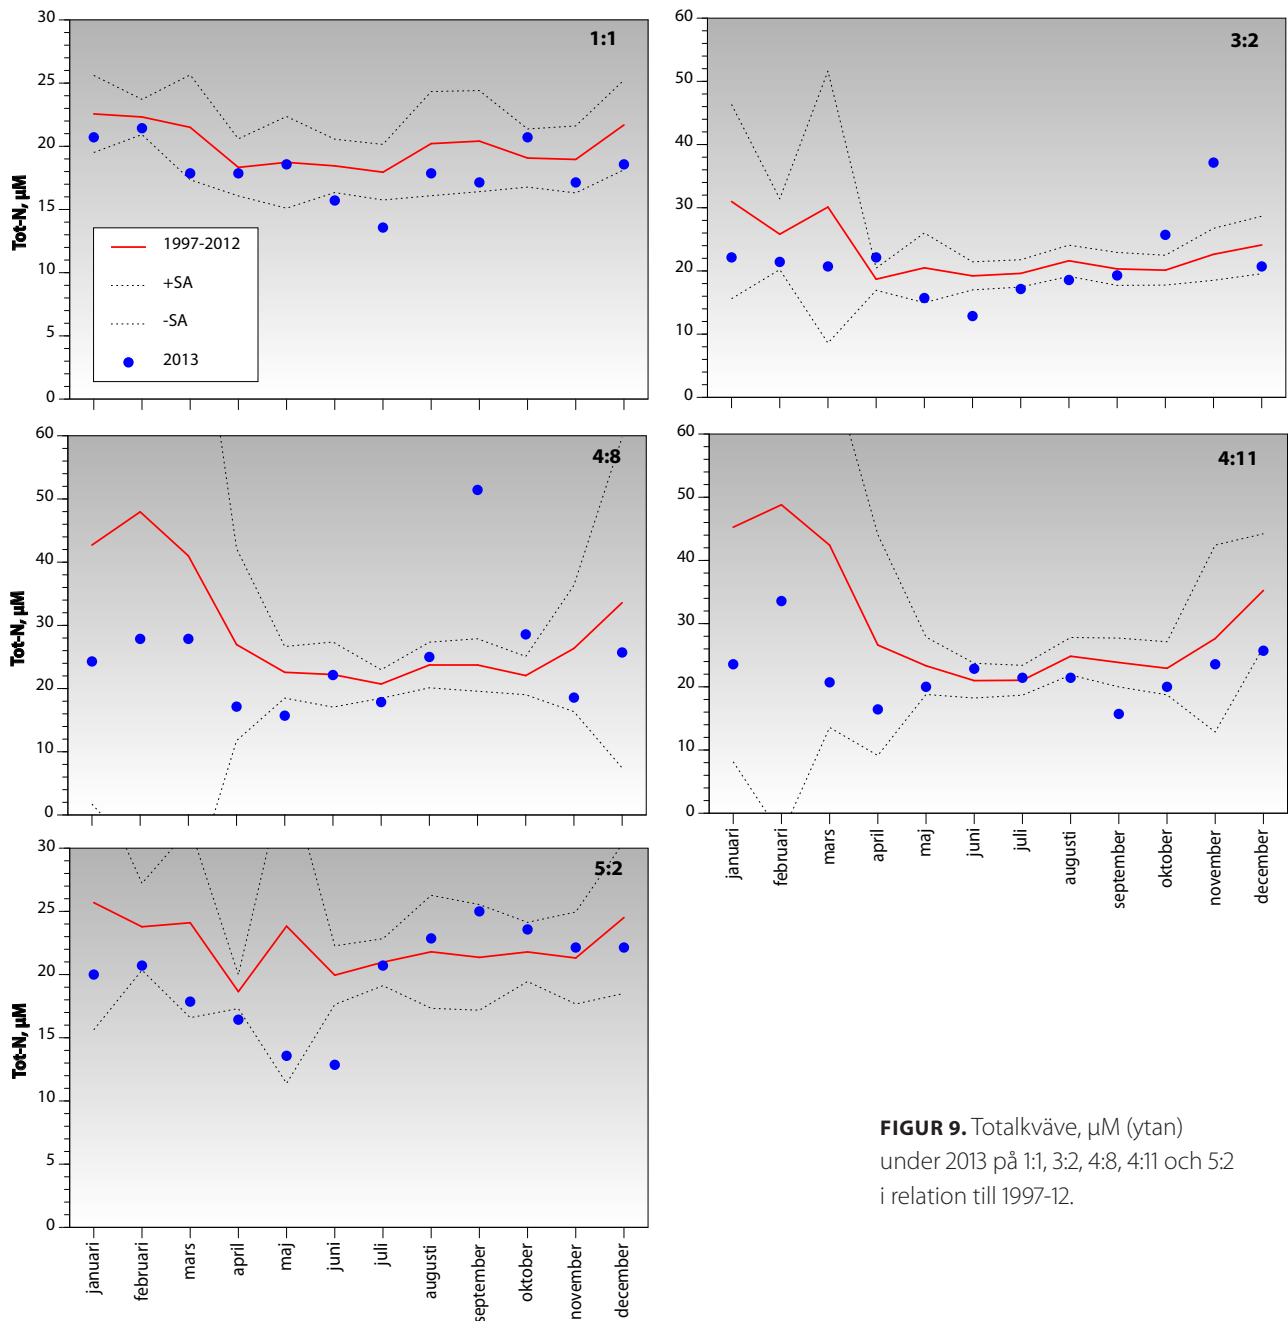 1:1
Tot-N, µM
30
25
20
15
10
5
0
1997-2012
+SA
-SA
2013
3:2
60
50
40
30
20
10
0
4:8
Tot-N, µM
60
50
40
30
20
10
0
4:11
60
50
40
30
20
10
0
januari
februari
mars
april
maj
juni
juli
augusti
september
oktober
november
december
5:2
Tot-N, µM
30
25
20
15
10
5
0
januari
februari
mars
april
maj
juni
juli
augusti
september
oktober
november
december
FIGUR 9. Totalkväve, µM (ytan)
under 2013 på 1:1, 3:2, 4:8, 4:11 och 5:2
i relation till 1997-12.